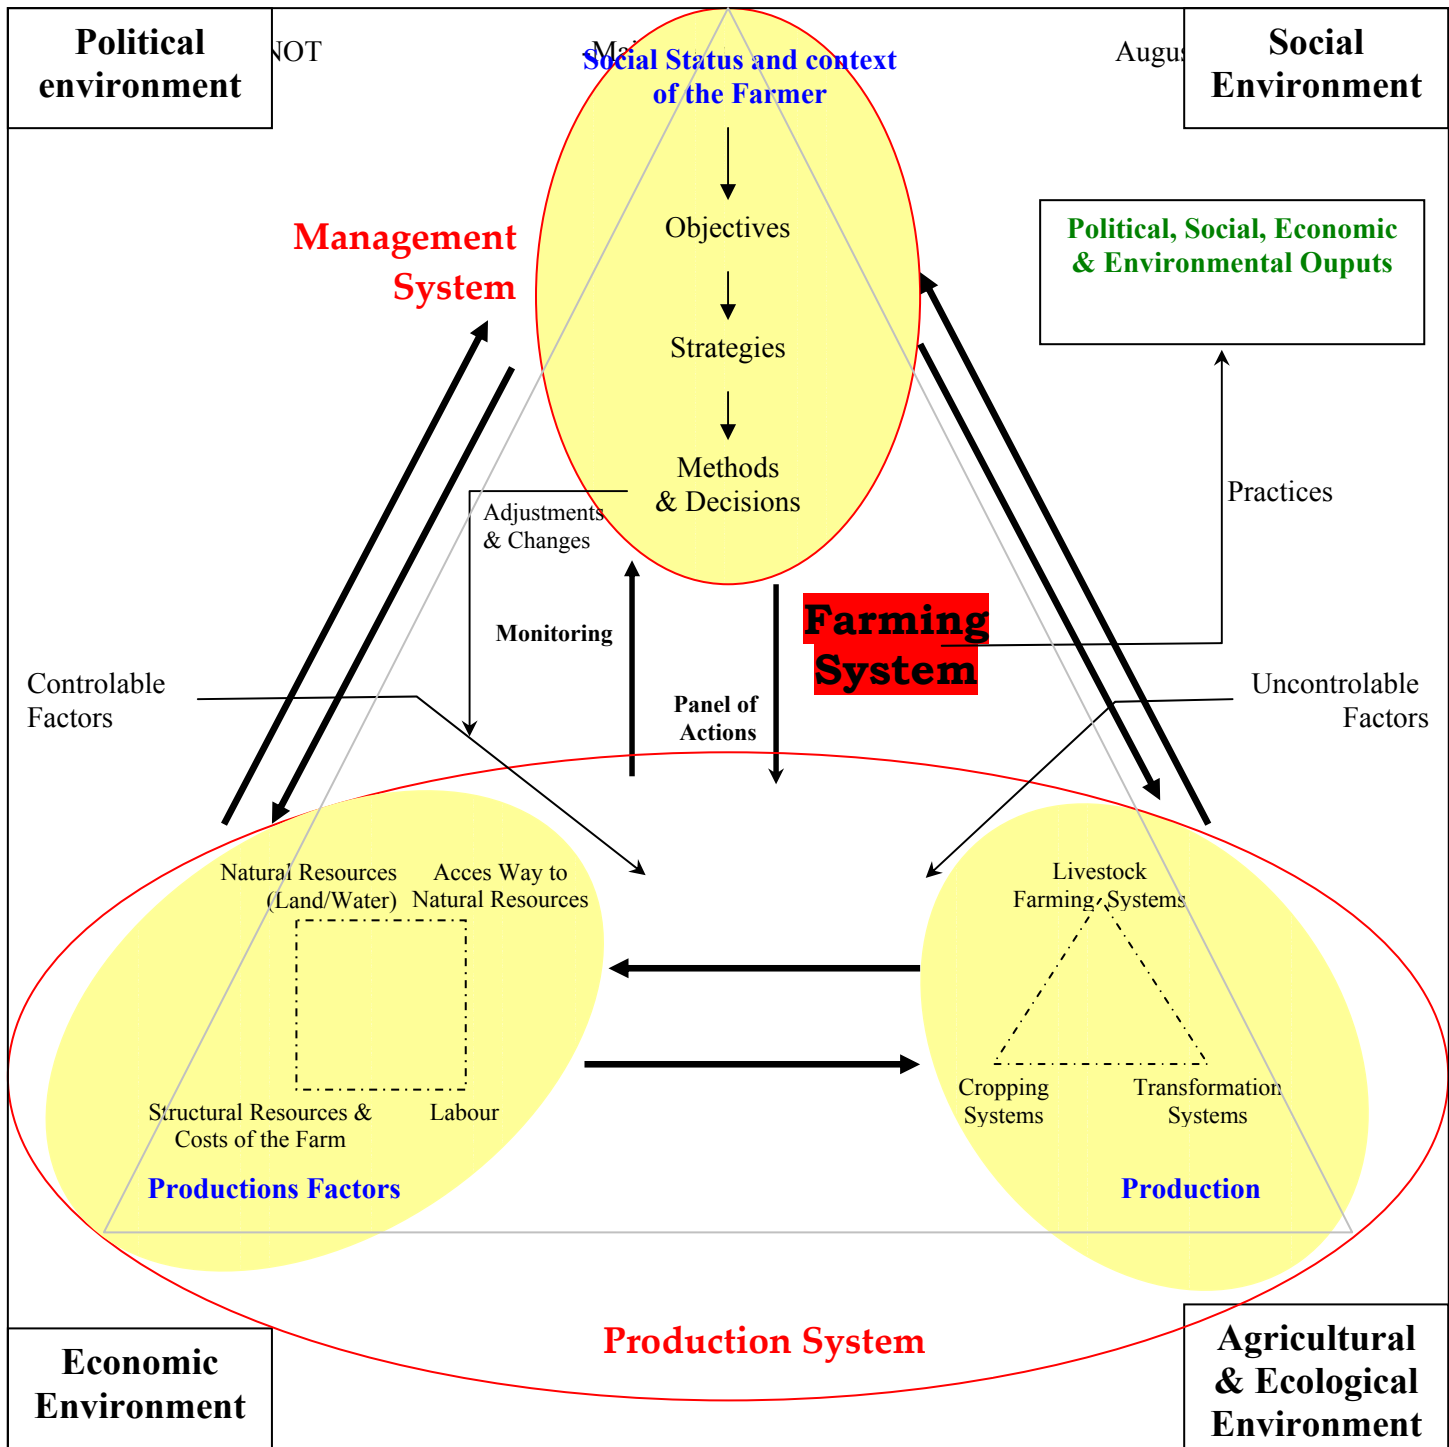 Political
environment
NOT
Social Status and context
of the Farmer
Social
Environment
Objectives
Strategies
Methods
& Decisions
Management
System
Political, Social, Economic
& Environmental Ouputs
Practices
Adjustments
& Changes
Monitoring
Farming
System
Panel of
Actions
Controlable
Factors
Uncontrolable
Factors
Natural Resources
(Land/Water)
Acces Way to
Natural Resources
Structural Resources &
Costs of the Farm
Labour
Productions Factors
Livestock
Farming Systems
Cropping
Systems
Transformation
Systems
Production
Production System
Economic
Environment
Agricultural
& Ecological
Environment